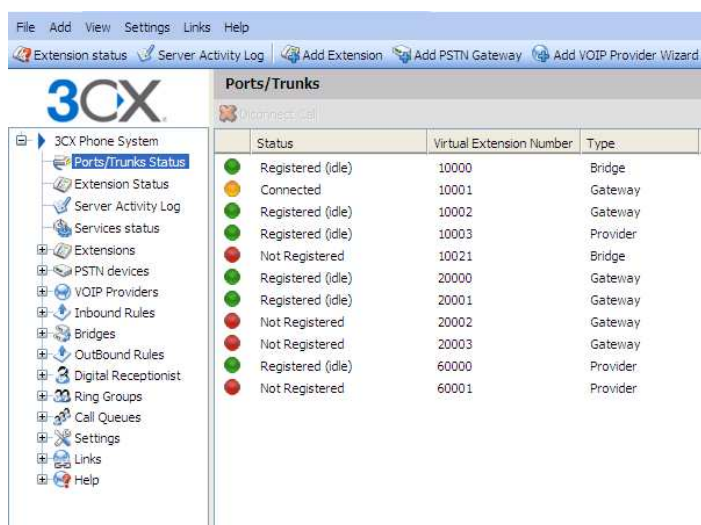 File Add View Settings Links Help
Extension status Server Activity Log Add Extension Add PSTN Gateway Add VOIP Provider Wizard
3CX
Ports/Trunks
Disconnect Call
3CX Phone System
Ports/Trunks Status
Extension Status
Server Activity Log
Services status
Extensions
PSTN devices
VOIP Providers
Inbound Rules
Bridges
OutBound Rules
Digital Receptionist
Ring Groups
Call Queues
Settings
Links
Help
Status Virtual Extension Number Type
Registered (idle) 10000 Bridge
Connected 10001 Gateway
Registered (idle) 10002 Gateway
Registered (idle) 10003 Provider
Not Registered 10021 Bridge
Registered (idle) 20000 Gateway
Registered (idle) 20001 Gateway
Not Registered 20002 Gateway
Not Registered 20003 Gateway
Registered (idle) 60000 Provider
Not Registered 60001 Provider